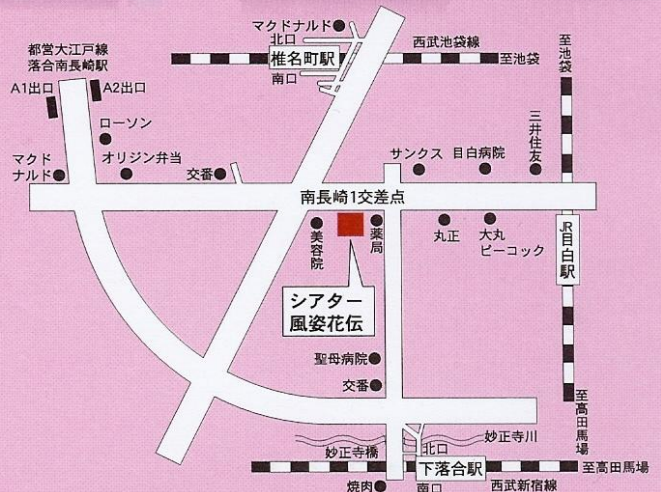 マクドナルド
北口
西武池袋線
椎名町駅
至池袋
南口
都営大江戸線
落合南長崎駅
A1出口
A2出口
ローソン
マクド
ナルド
オリジン弁当
交番
サンクス
目白病院
三井住友
至池袋
南長崎1交差点
美容院
薬局
丸正
大丸
ピーコック
JR目白駅
シアター
風姿花伝
聖母病院
交番
至高田馬場
妙正寺橋
北口
妙正寺川
下落合駅
至高田馬場
焼肉
南口
西武新宿線